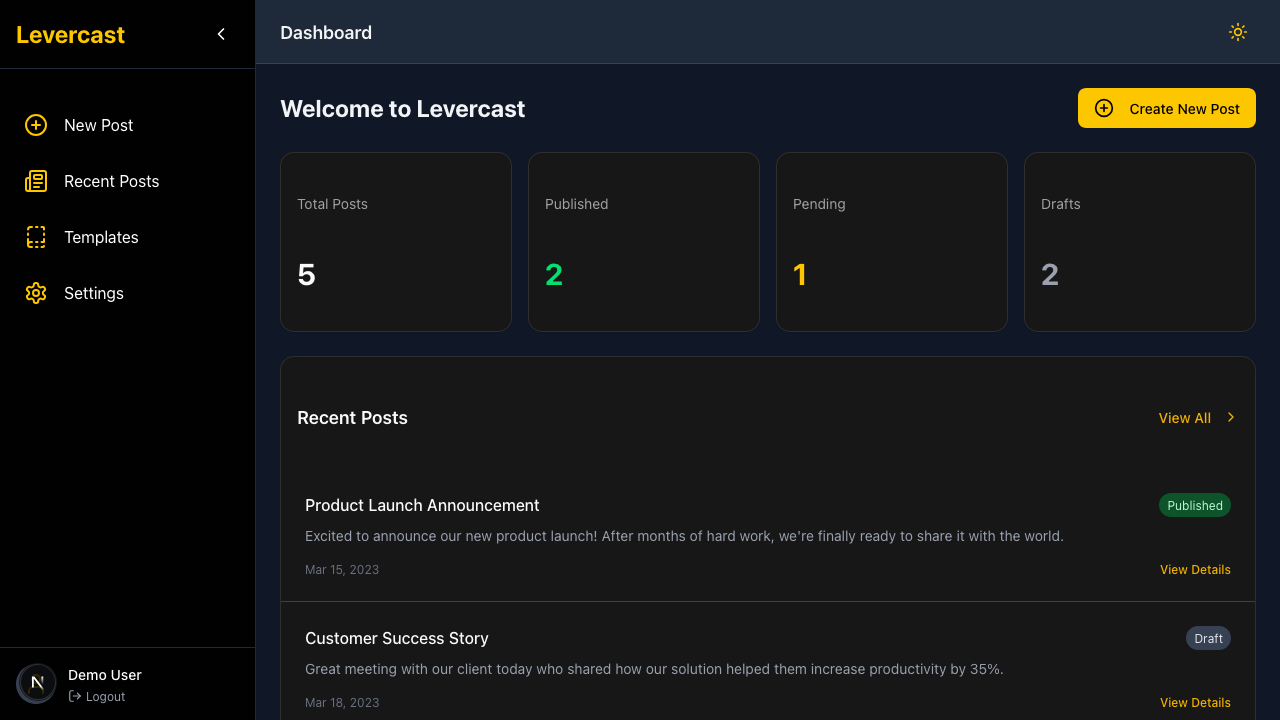 Levercast
New Post
Recent Posts
Templates
Settings
Demo User
Logout
Dashboard
Welcome to Levercast
Create New Post
Total Posts
5
Published
2
Pending
1
Drafts
2
Recent Posts
View All
Product Launch Announcement
Published
Excited to announce our new product launch! After months of hard work, we're finally ready to share it with the world.
Mar 15, 2023
View Details
Customer Success Story
Draft
Great meeting with our client today who shared how our solution helped them increase productivity by 35%.
Mar 18, 2023
View Details